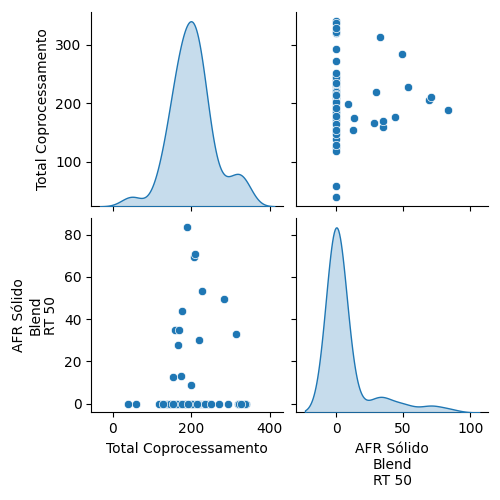 Total Coprocessamento
300
200
100
AFR Sólido
Blend
RT 50
80
60
40
20
0
0
200
400
Total Coprocessamento
0
50
100
AFR Sólido
Blend
RT 50